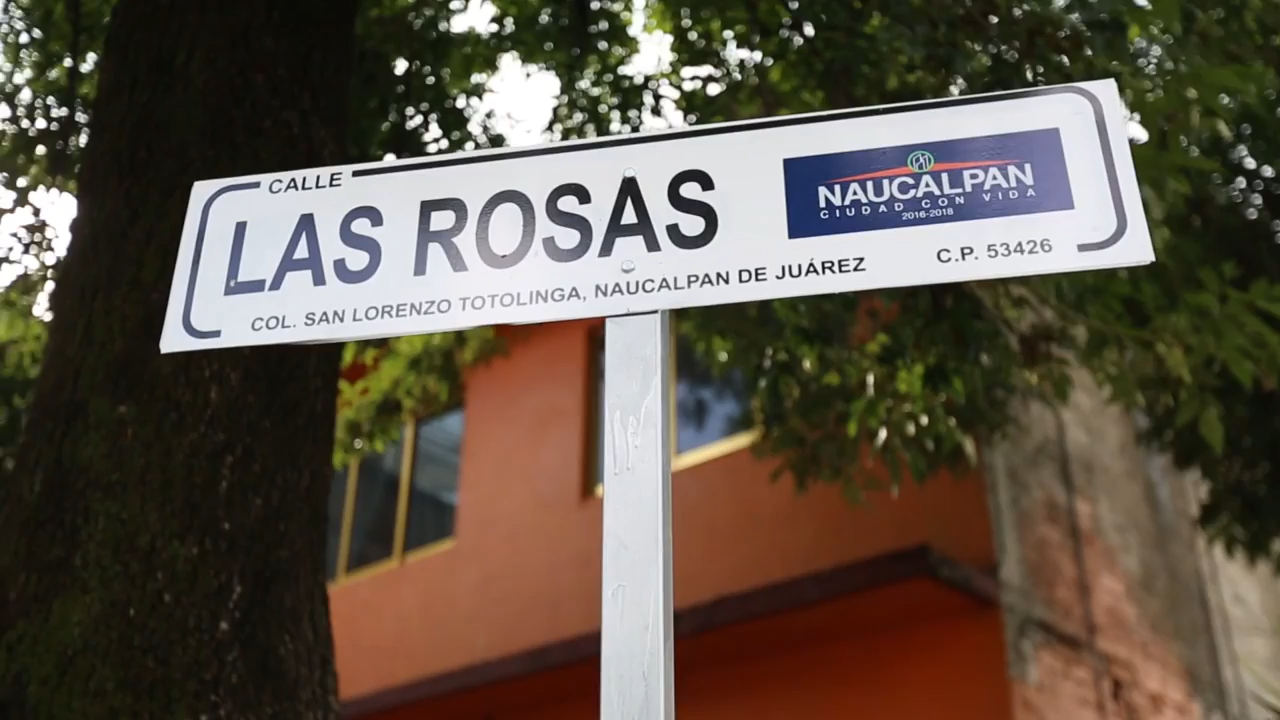 CALLE
LAS ROSAS
COL. SAN LORENZO TOTOLINGA, NAUCALPAN DE JUÁREZ
NAUCALPAN
CIUDAD CON VIDA
2016-2018
C.P. 53426